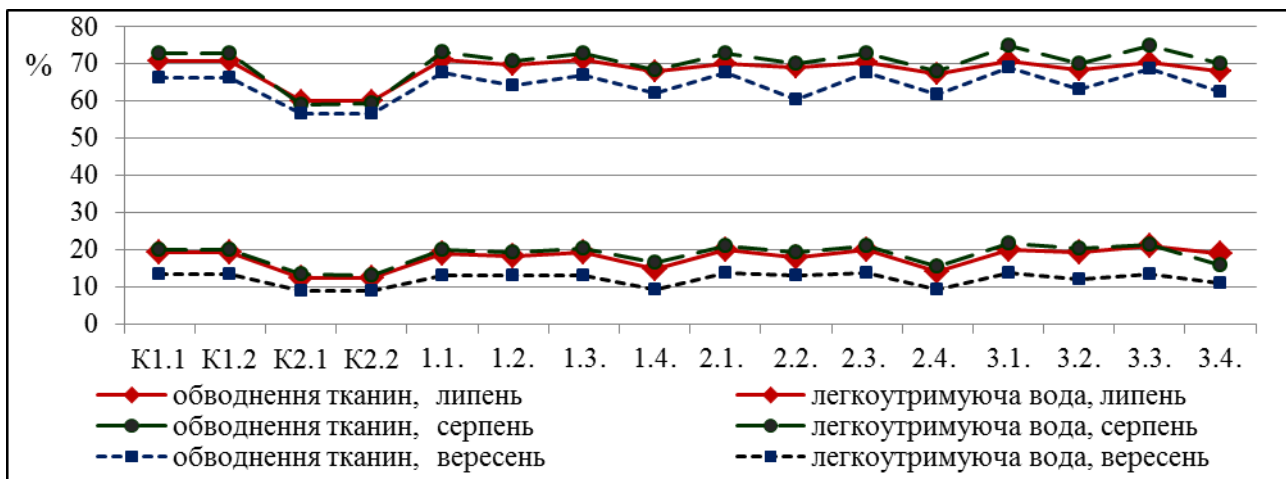 80
%
70
60
50
40
30
20
10
0
К1.1 К1.2 К2.1 К2.2 1.1. 1.2. 1.3. 1.4. 2.1. 2.2. 2.3. 2.4. 3.1. 3.2. 3.3. 3.4.
обводнення тканин, липень легкоутримуюча вода, липень
обводнення тканин, серпень легкоутримуюча вода, серпень
обводнення тканин, вересень легкоутримуюча вода, вересень